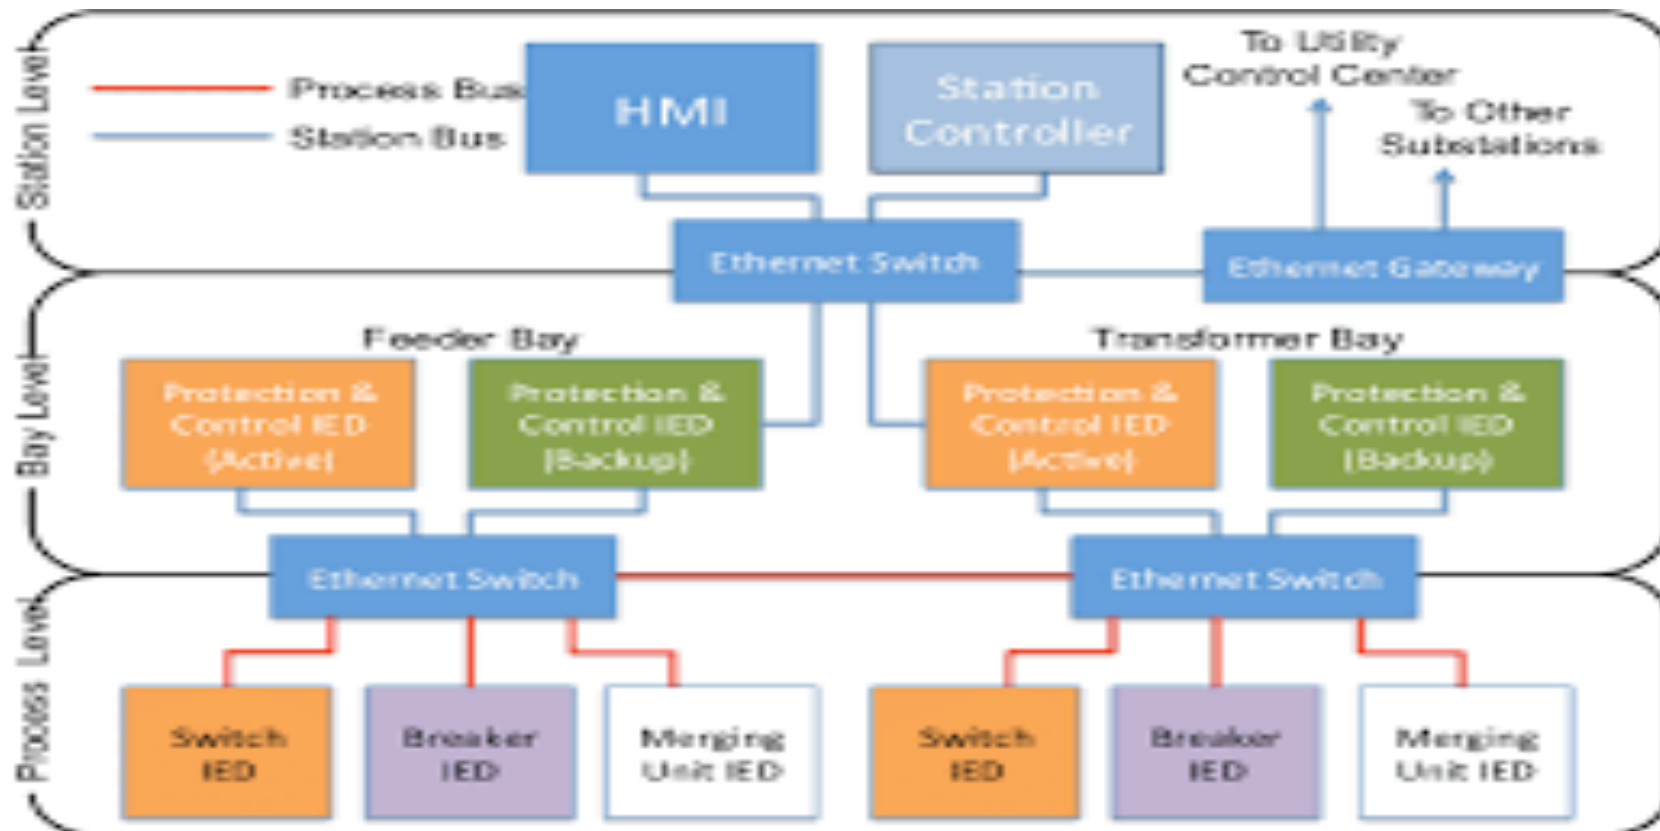 Station Level
Process Bus
Station Bus
HMI
Station
Controller
To Utility
Control Center
To Other
Substations
Ethernet Switch
Ethernet Gateway
Bay Level
Feeder Bay
Protection &
Control IED
(Active)
Protection &
Control IED
(Backup)
Transformer Bay
Protection &
Control IED
(Active)
Protection &
Control IED
(Backup)
Ethernet Switch
Ethernet Switch
Process Level
Switch
IED
Breaker
IED
Merging
Unit IED
Switch
IED
Breaker
IED
Merging
Unit IED